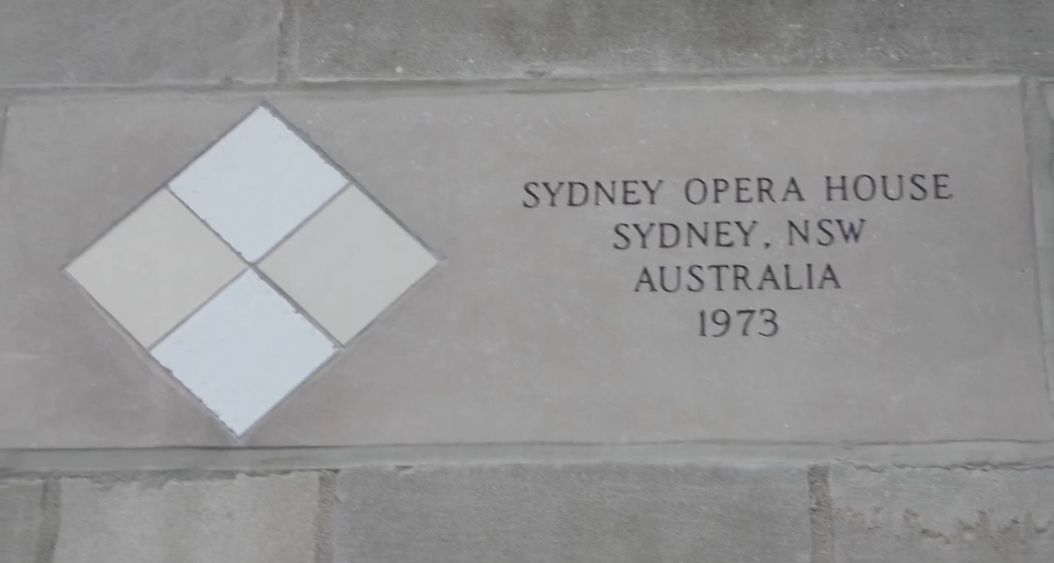 SYDNEY OPERA HOUSE
SYDNEY, NSW
AUSTRALIA
1973